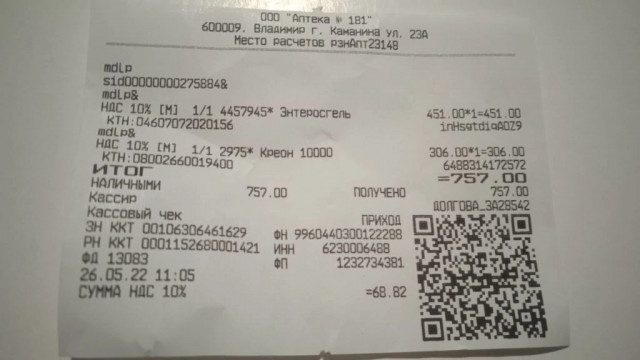 ООО "Аптека № 181"
600009. Владимир г. Каманина ул. 23А
Место расчетов рзнАпт23148
mdlp
sid00000000275884&
mdlp&
НДС 10% [М] 1/1 4457945* Энтеросгель 451.00*1=451.00
КТН:04607072020156 inHsetdigA0Z9
mdlp&
НДС 10% [М] 1/1 2975* Креон 10000 306.00*1=306.00
КТН:08002660019400 6488314172572
ИТОГ =757.00
НАЛИЧНЫМИ 757.00 ПОЛУЧЕНО 757.00
Кассир ДОЛГОВА_ЗА28542
Кассовый чек ПРИХОД
ЗН ККТ 00106306461629 ФН 9960440300122288
РН ККТ 0001152680001421 ИНН 6230006488
ФД 13083 ФП 1232734381
26.05.22 11:05
СУММА НДС 10% =68.82